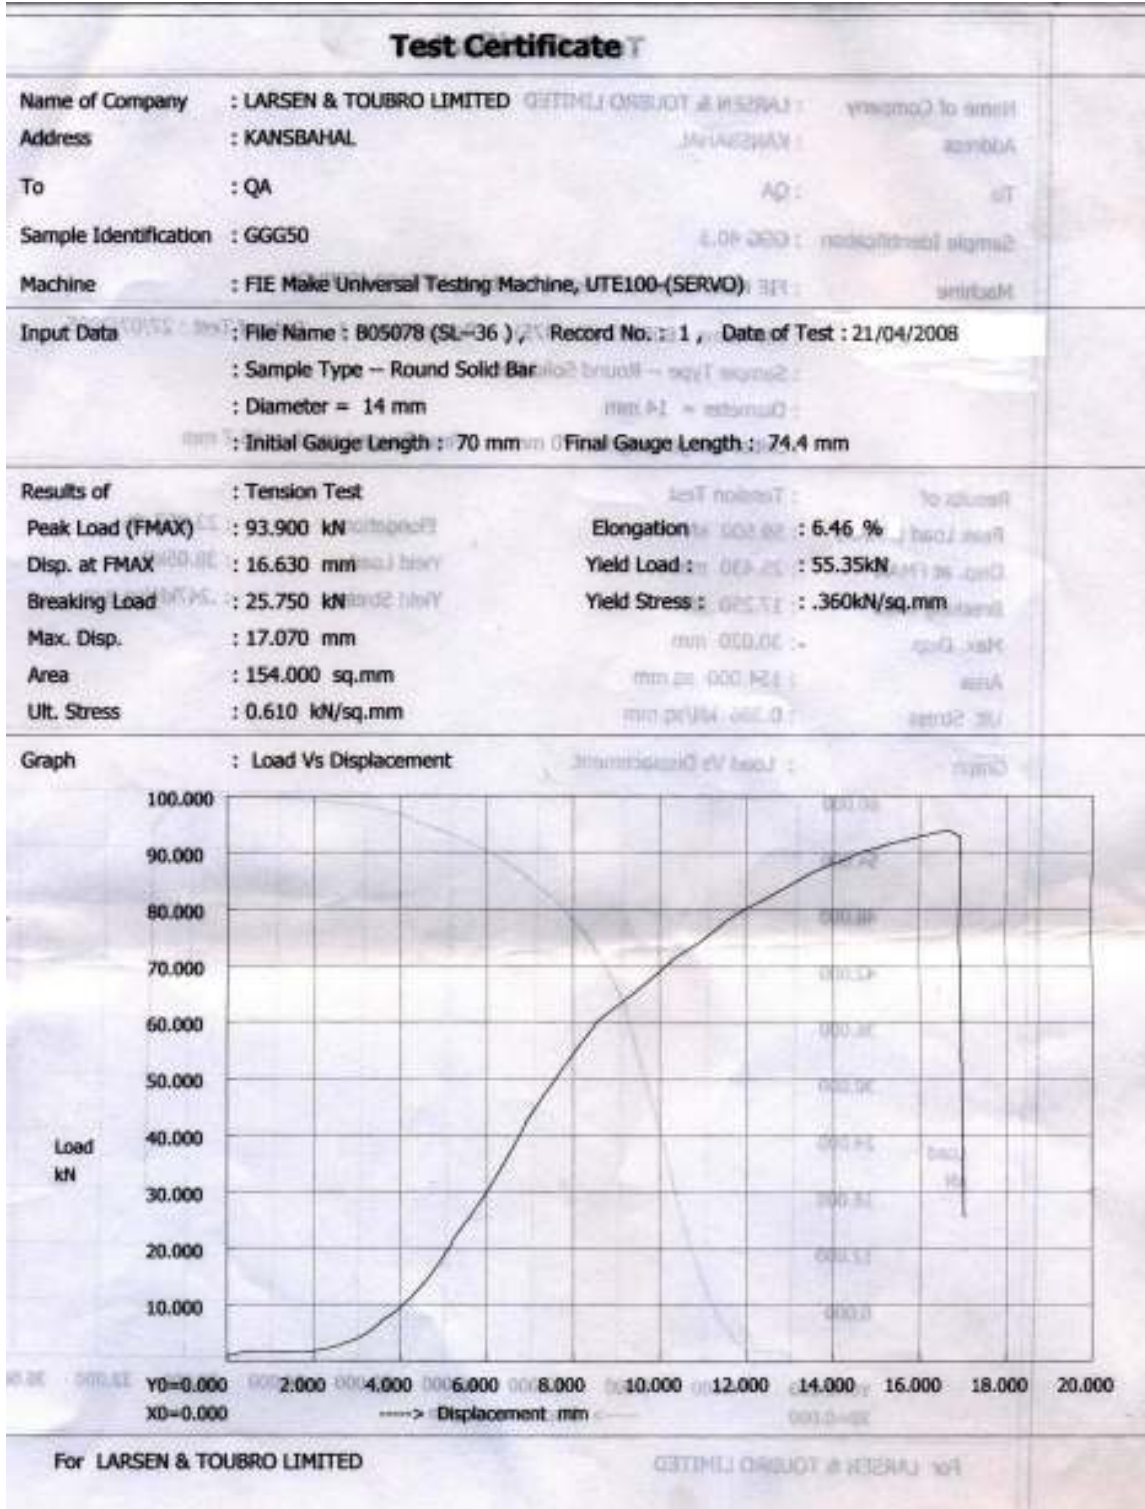 Test Certificate
Name of Company : LARSEN & TOUBRO LIMITED
Address : KANSBAHAL
To : QA
Sample Identification : GGG50
Machine : FIE Make Universal Testing Machine, UTE100-(SERVO)
Input Data : File Name : B05078 (SL--36 ) , Record No. : 1 , Date of Test : 21/04/2008
: Sample Type -- Round Solid Bar
: Diameter = 14 mm
: Initial Gauge Length : 70 mm Final Gauge Length : 74.4 mm
Results of : Tension Test
Peak Load (FMAX) : 93.900 kN Elongation : 6.46 %
Disp. at FMAX : 16.630 mm Yield Load : : 55.35kN
Breaking Load : 25.750 kN Yield Stress : : .360kN/sq.mm
Max. Disp. : 17.070 mm
Area : 154.000 sq.mm
Ult. Stress : 0.610 kN/sq.mm
Graph : Load Vs Displacement
100.000
90.000
80.000
70.000
60.000
50.000
Load 40.000
kN
30.000
20.000
10.000
Y0=0.000 2.000 4.000 6.000 8.000 10.000 12.000 14.000 16.000 18.000 20.000
X0=0.000 -----> Displacement mm
For LARSEN & TOUBRO LIMITED